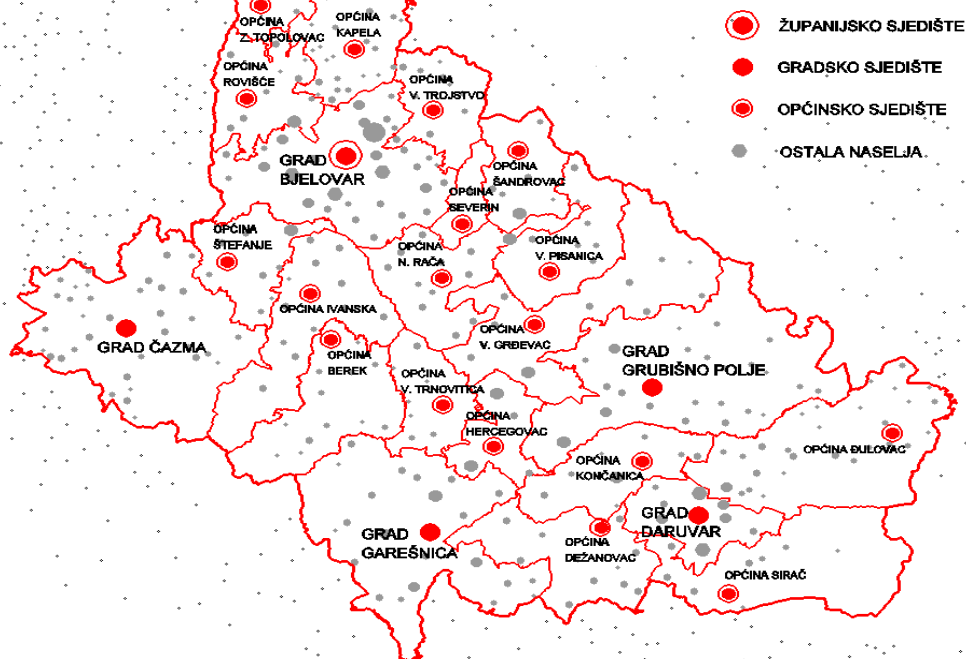 OPĆINA
Z. TOPOLOVAC
OPĆINA
KAPELA
ŽUPANIJSKO SJEDIŠTE
GRADSKO SJEDIŠTE
OPĆINSKO SJEDIŠTE
OSTALA NASELJA
OPĆINA
ROVIŠĆE
OPĆINA
V. TROJSTVO
GRAD
BJELOVAR
OPĆINA
ŠANDROVAC
OPĆINA
SEVERIN
OPĆINA
ŠTEFANJE
OPĆINA
N. RAČA
OPĆINA
V. PISANICA
OPĆINA IVANSKA
GRAD ČAZMA
OPĆINA
BEREK
OPĆINA
V. GRĐEVAC
GRAD
GRUBIŠNO POLJE
OPĆINA
V. TRNOVITICA
OPĆINA
HERCEGOVAC
OPĆINA ĐULOVAC
OPĆINA
KONČANICA
GRAD
DARUVAR
GRAD
GAREŠNICA
OPĆINA
DEŽANOVAC
OPĆINA SIRAČ